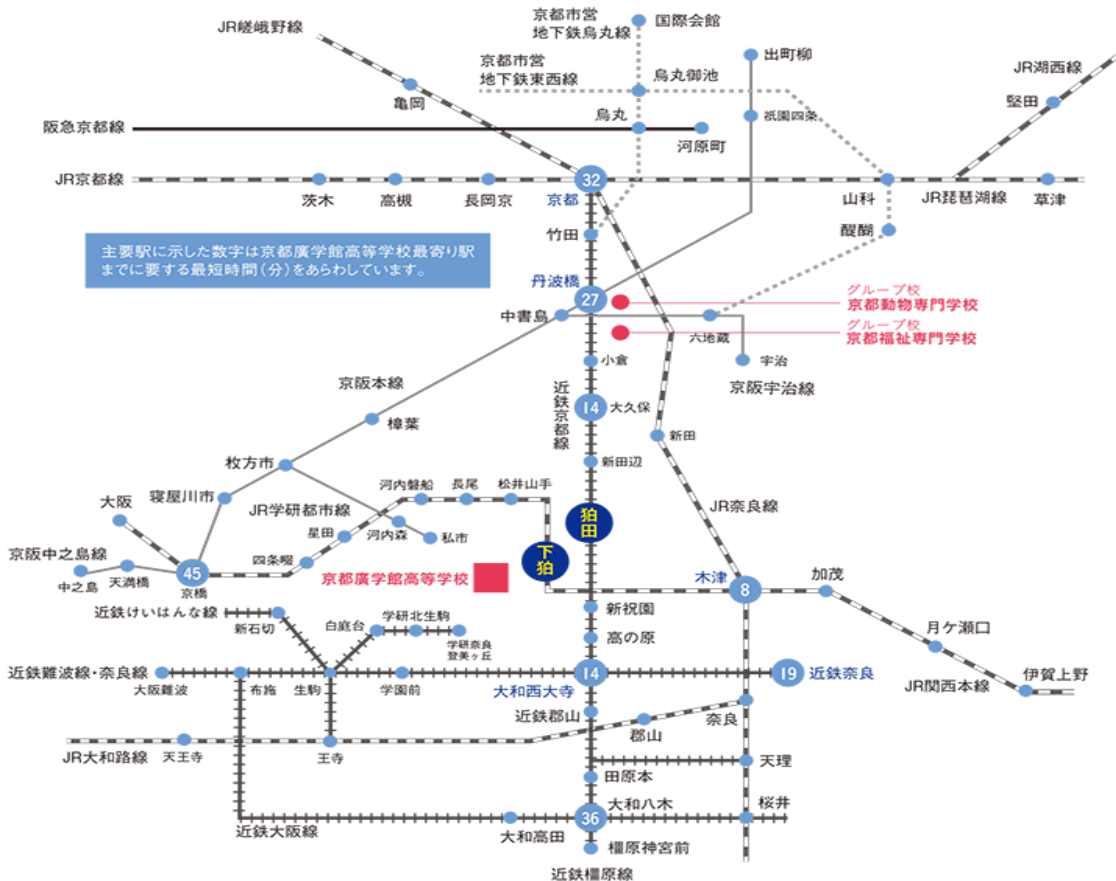 JR嵯峨野線
京都市営
地下鉄烏丸線
国際会館
京都市営
地下鉄東西線
烏丸御池
出町柳
JR湖西線
亀岡
堅田
阪急京都線
烏丸
河原町
祇園四条
JR京都線
茨木
高槻
長岡京
32
京都
山科
JR琵琶湖線
草津
竹田
醍醐
主要駅に示した数字は京都廣学館高等学校最寄り駅
までに要する最短時間(分)をあらわしています。
丹波橋
27
グループ校
京都動物専門学校
中書島
グループ校
京都福祉専門学校
六地蔵
小倉
宇治
京阪宇治線
京阪本線
近鉄京都線
14
大久保
樟葉
新田
枚方市
新田辺
大阪
寝屋川市
河内磐船
長尾
松井山手
JR学研都市線
JR奈良線
星田
河内森
私市
狛田
京阪中之島線
四条畷
下狛
中之島
天満橋
45
京橋
京都廣学館高等学校
木津
8
加茂
近鉄けいはんな線
新石切
白庭台
学研北生駒
学研奈良
登美ヶ丘
新祝園
高の原
月ケ瀬口
近鉄難波線・奈良線
大阪難波
布施
生駒
学園前
14
大和西大寺
19
近鉄奈良
伊賀上野
JR関西本線
近鉄郡山
郡山
奈良
JR大和路線
天王寺
王寺
天理
田原本
大和八木
桜井
近鉄大阪線
大和高田
36
橿原神宮前
近鉄橿原線